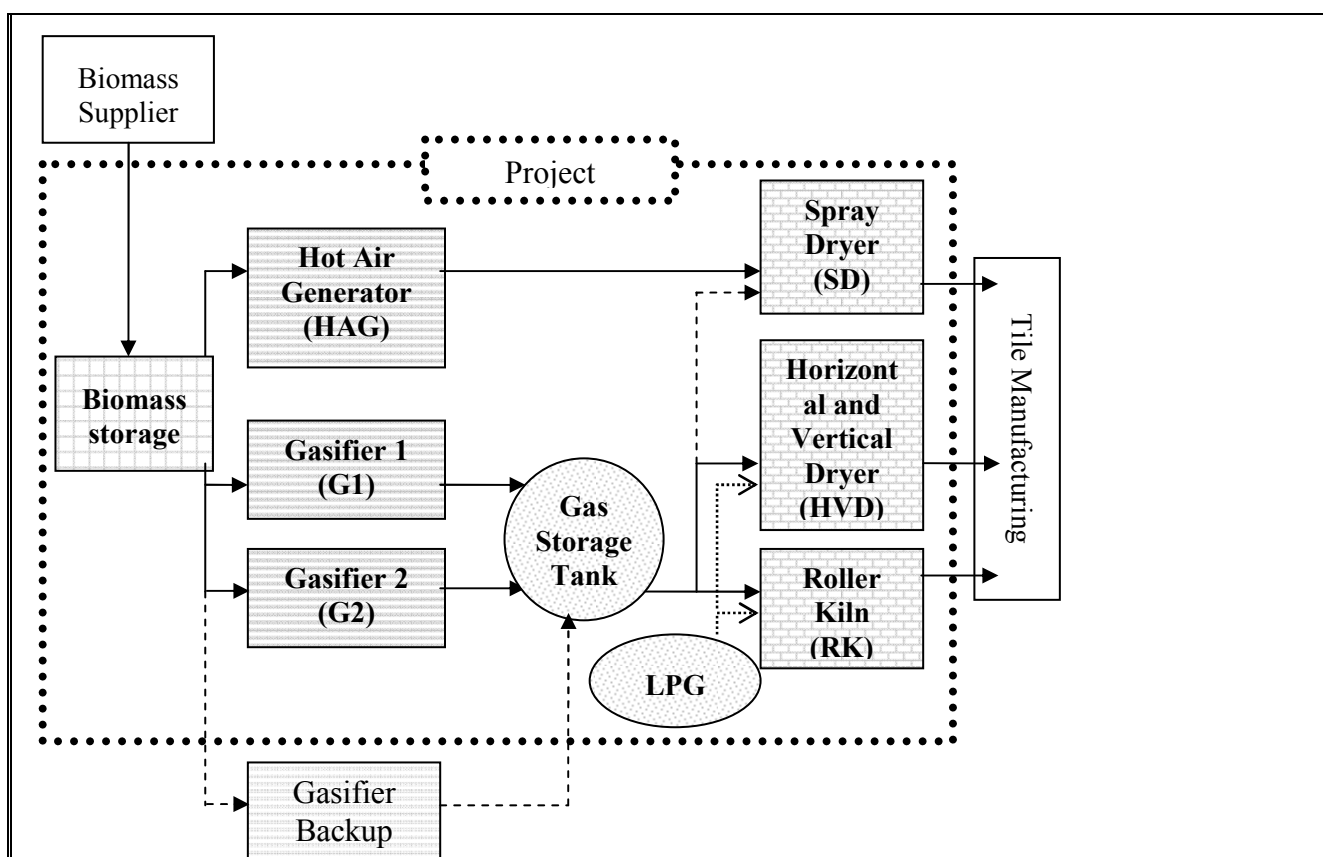 Biomass
Supplier
Project
Spray
Dryer
(SD)
Hot Air
Generator
(HAG)
Biomass
storage
Horizont
al and
Vertical
Dryer
(HVD)
Tile Manufacturing
Gasifier 1
(G1)
Gas
Storage
Tank
Gasifier 2
(G2)
Roller
Kiln
(RK)
LPG
Gasifier
Backup